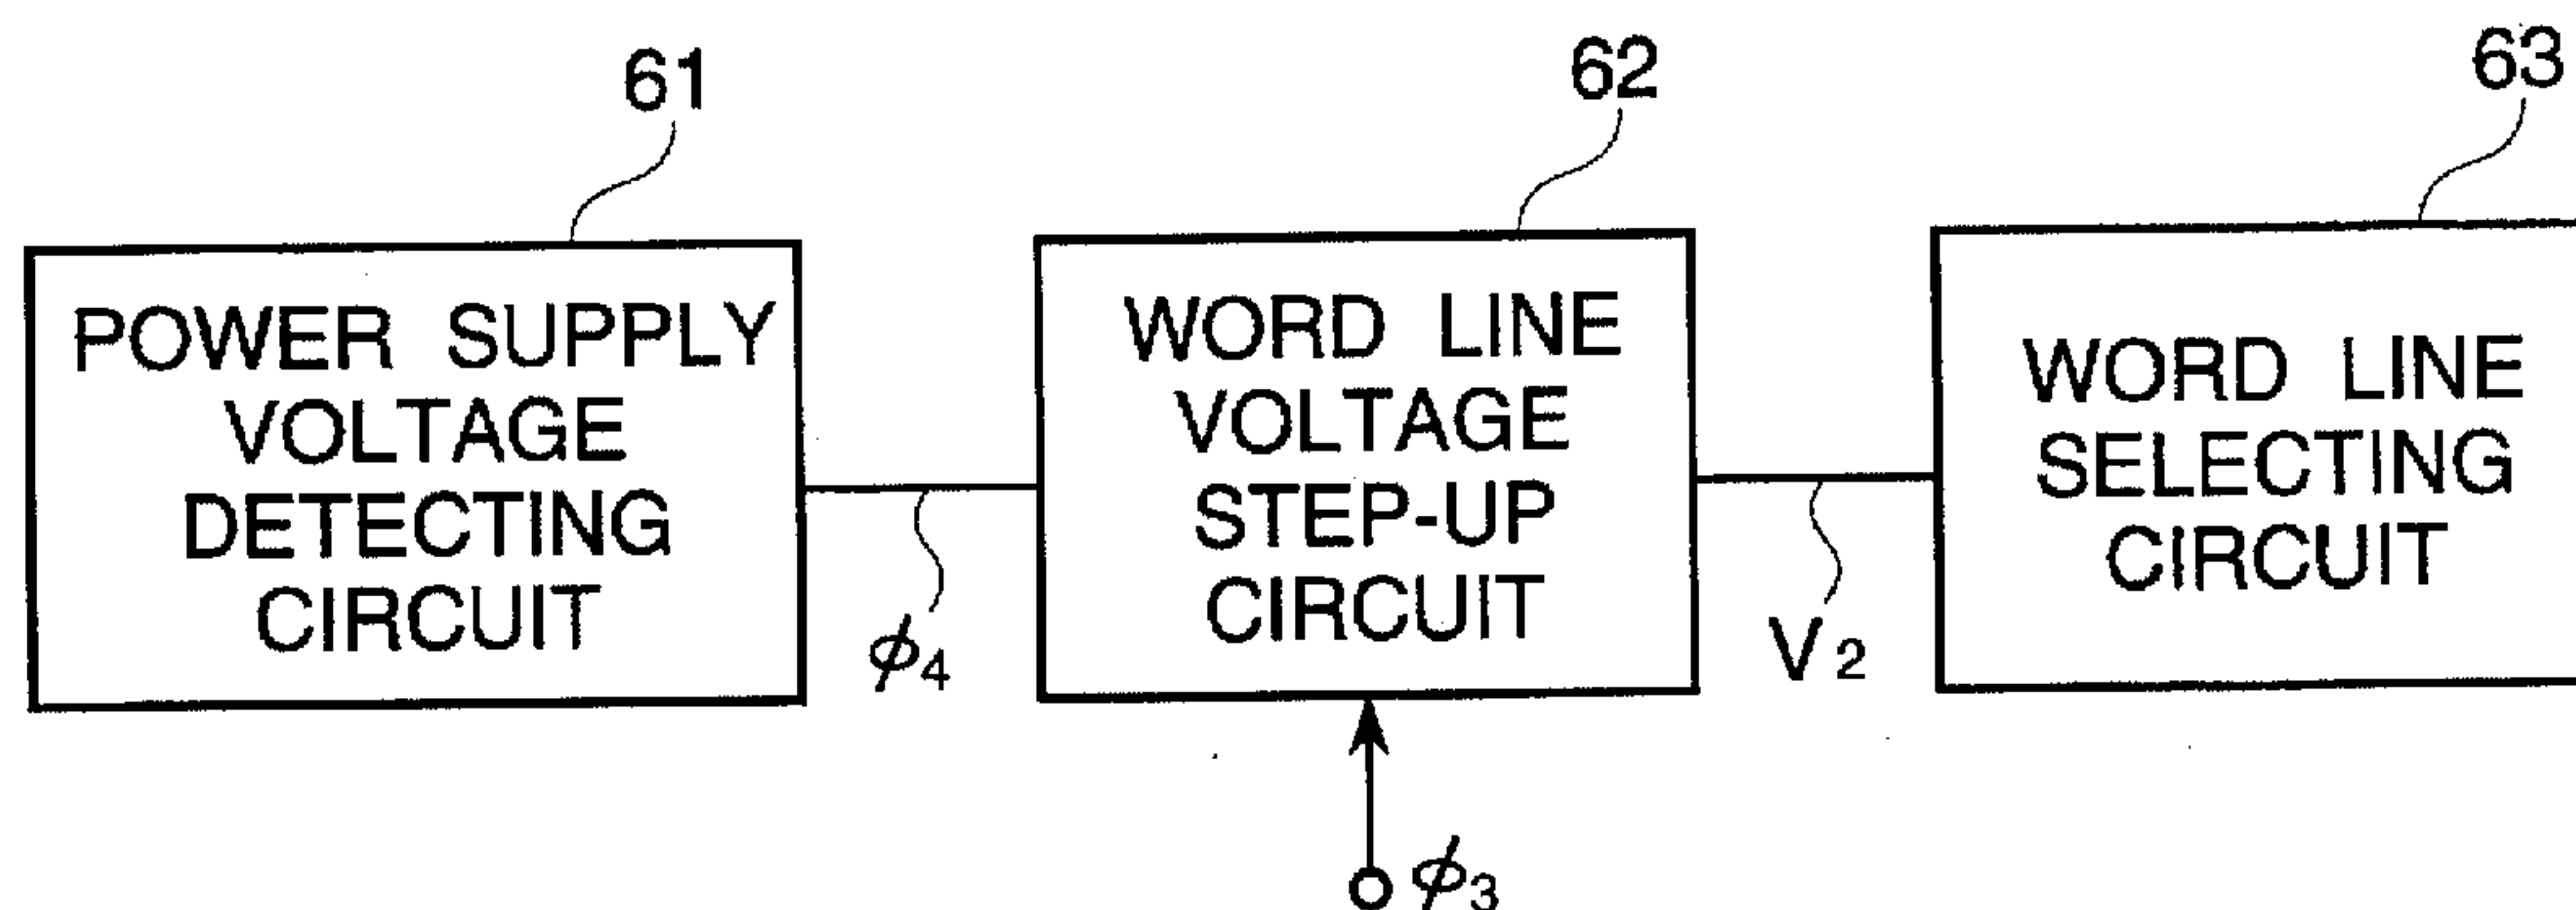 61
62
63
POWER SUPPLY
VOLTAGE
DETECTING
CIRCUIT
WORD LINE
VOLTAGE
STEP-UP
CIRCUIT
WORD LINE
SELECTING
CIRCUIT
ϕ4
V2
ϕ3